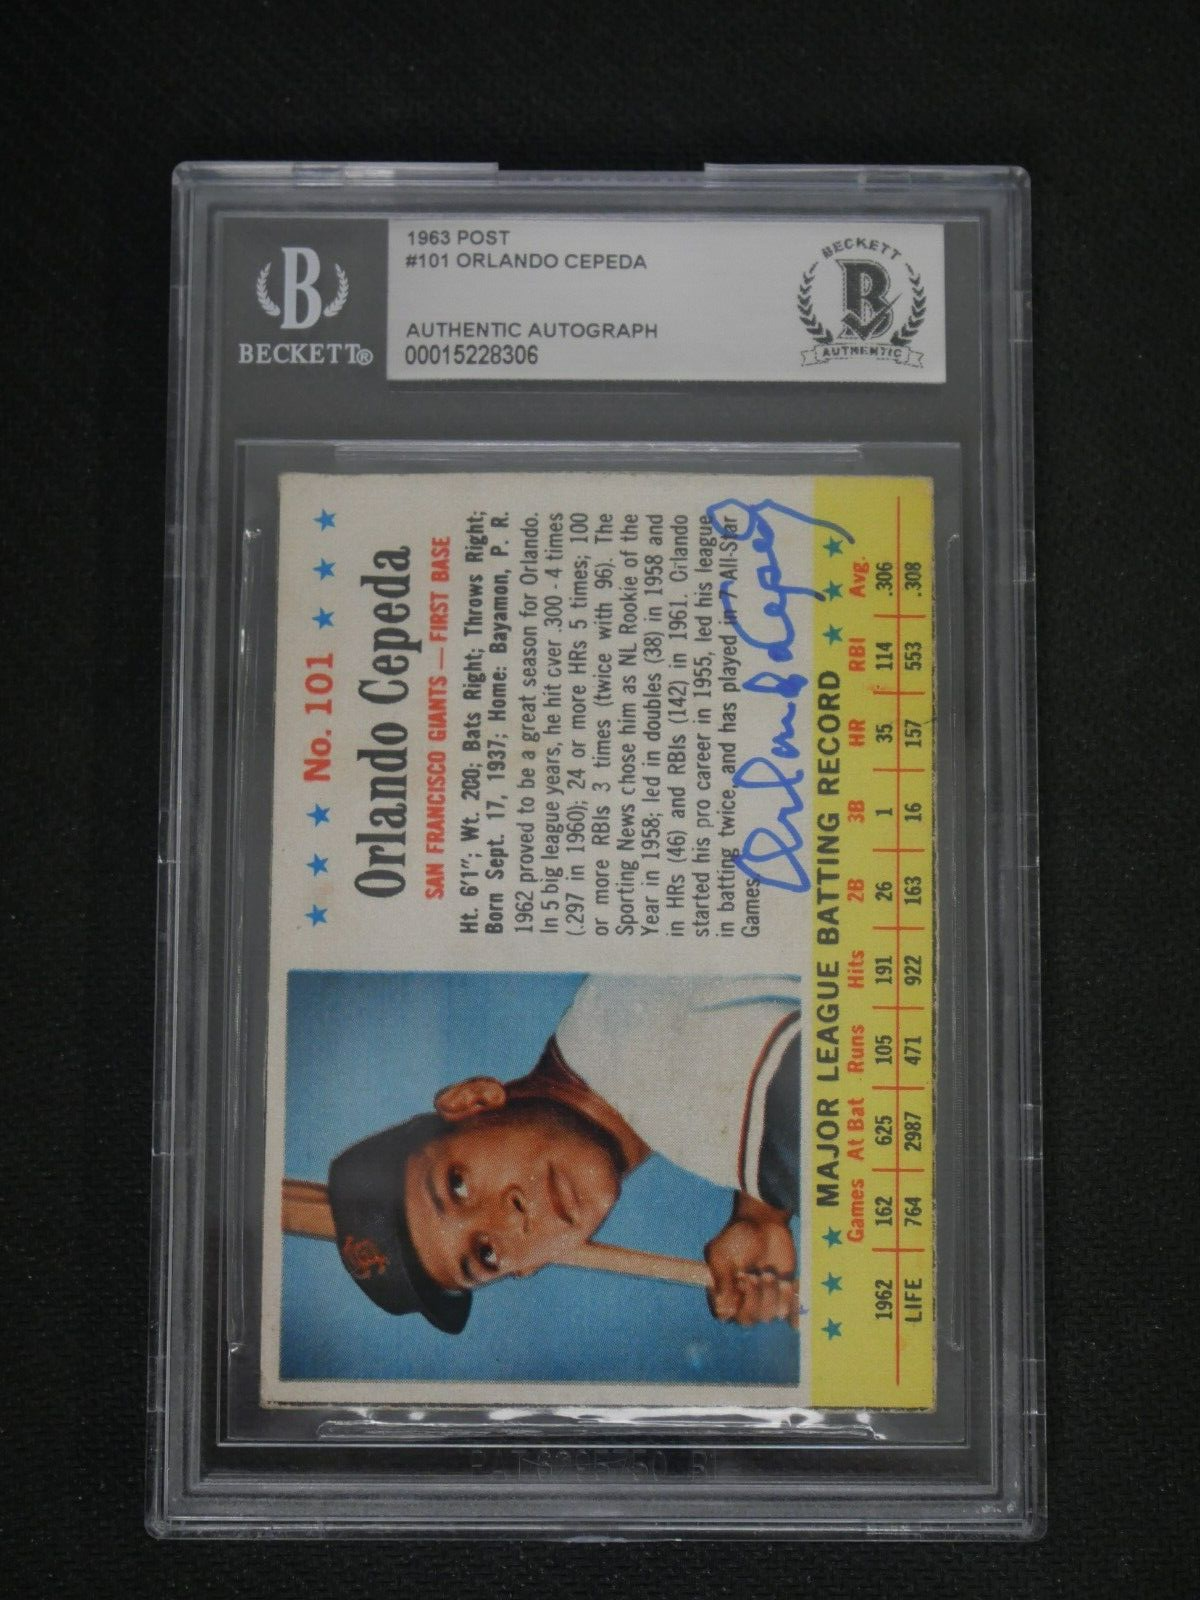 1963 POST
#101 ORLANDO CEPEDA
AUTHENTIC AUTOGRAPH
00015228306
B
BECKETT®
BECKETT
B
AUTHENTIC
No. 101
Orlando Cepeda
SAN FRANCISCO GIANTS — FIRST BASE
Ht. 6'1"; Wt. 200; Bats Right; Throws Right;
Born Sept. 17, 1937; Home: Bayamon, P. R.
1962 proved to be a great season for Orlando.
In 5 big league years, he hit over .300 - 4 times
(.297 in 1960); 24 or more HRs 5 times; 100
or more RBIs 3 times (twice with 96). The
Sporting News chose him as NL Rookie of the
Year in 1958; led in doubles (38) in 1958 and
in HRs (46) and RBIs (142) in 1961. Orlando
started his pro career in 1955, led his league
in batting twice, and has played in 7 All-Star
Games.
Orlando Cepeda
MAJOR LEAGUE BATTING RECORD
Games At Bat Runs Hits 2B 3B HR RBI Avg.
1962 162 625 105 191 26 1 35 114 .306
LIFE 764 2987 471 922 163 16 157 553 .308